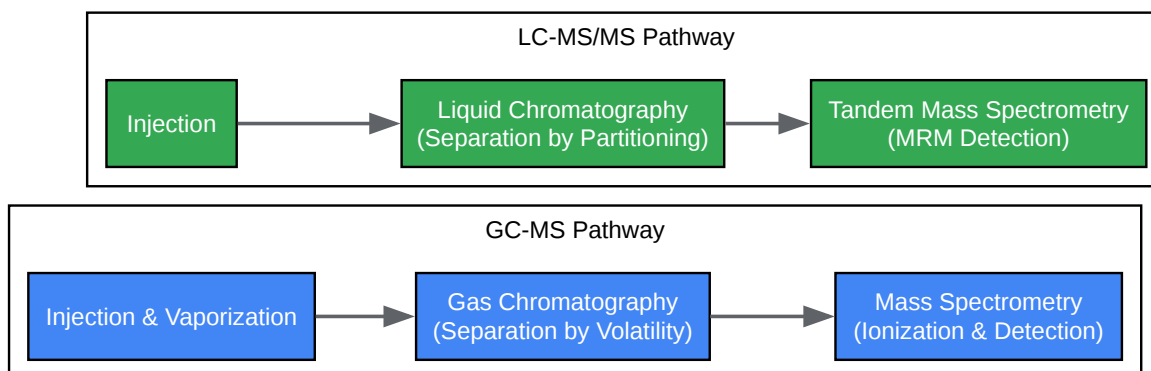 LC-MS/MS Pathway
Injection
Liquid Chromatography
(Separation by Partitioning)
Tandem Mass Spectrometry
(MRM Detection)
GC-MS Pathway
Injection & Vaporization
Gas Chromatography
(Separation by Volatility)
Mass Spectrometry
(Ionization & Detection)